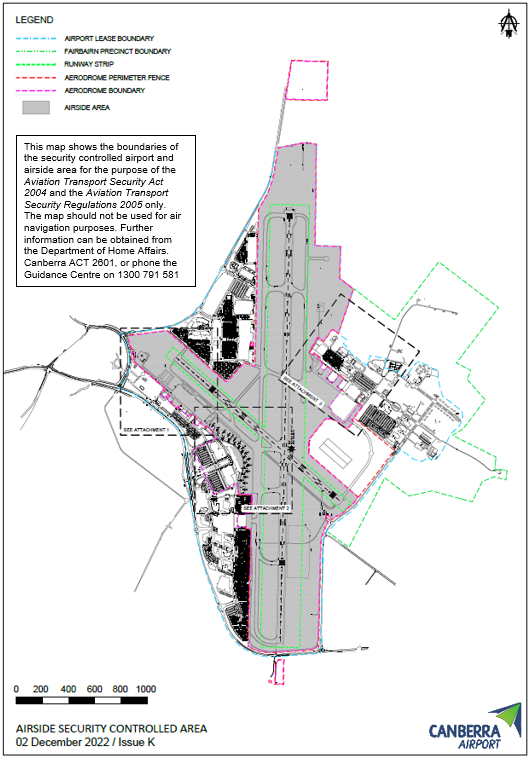 LEGEND
AIRPORT LEASE BOUNDARY
FAIRBAIRN PRECINCT BOUNDARY
RUNWAY STRIP
AERODROME PERIMETER FENCE
AERODROME BOUNDARY
AIRSIDE AREA
N
This map shows the boundaries of
the security controlled airport and
airside area for the purpose of the
Aviation Transport Security Act
2004 and the Aviation Transport
Security Regulations 2005 only.
The map should not be used for air
navigation purposes. Further
information can be obtained from
the Department of Home Affairs.
Canberra ACT 2601, or phone the
Guidance Centre on 1300 791 581
SEE ATTACHMENT
SEE ATTACHMENT 1
SEE ATTACHMENT 2
0 200 400 600 800 1000
AIRSIDE SECURITY CONTROLLED AREA
02 December 2022 / Issue K
CANBERRA
AIRPORT